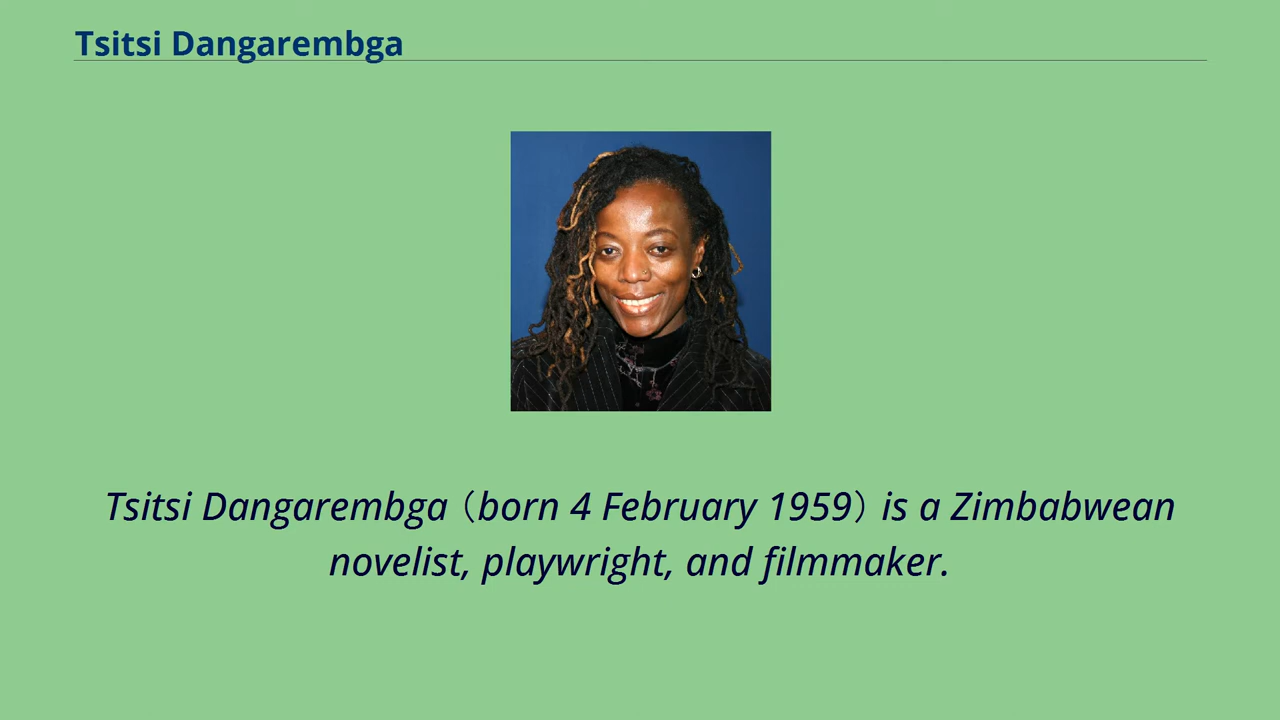 Tsitsi Dangarembga
Tsitsi Dangarembga (born 4 February 1959) is a Zimbabwean
novelist, playwright, and filmmaker.